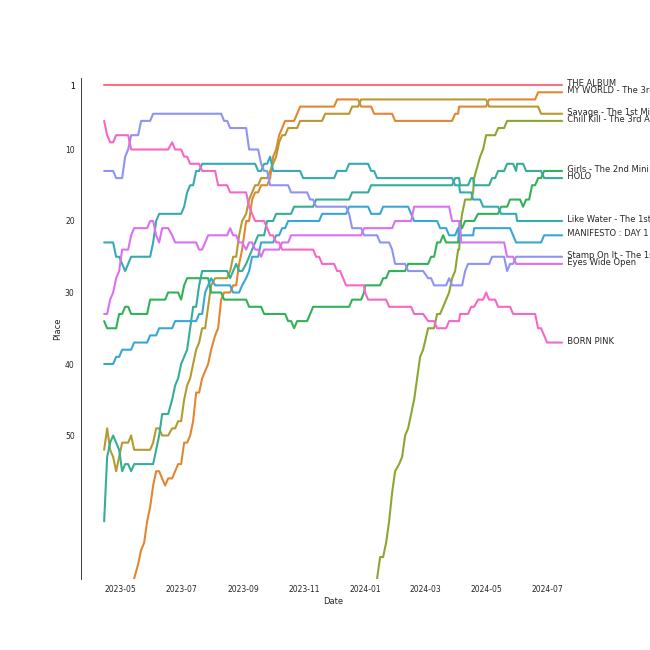 THE ALBUM
1
MY WORLD - The 3r
Savage - The 1st Mi
Chill Kill - The 3rd A
10
Girls - The 2nd Mini
HOLO
20
Like Water - The 1st
MANIFESTO : DAY 1
Stamp On It - The 1s
Eyes Wide Open
30
Place
BORN PINK
40
50
2023-05
2023-07
2023-09
2023-11
2024-01
2024-03
2024-05
2024-07
Date